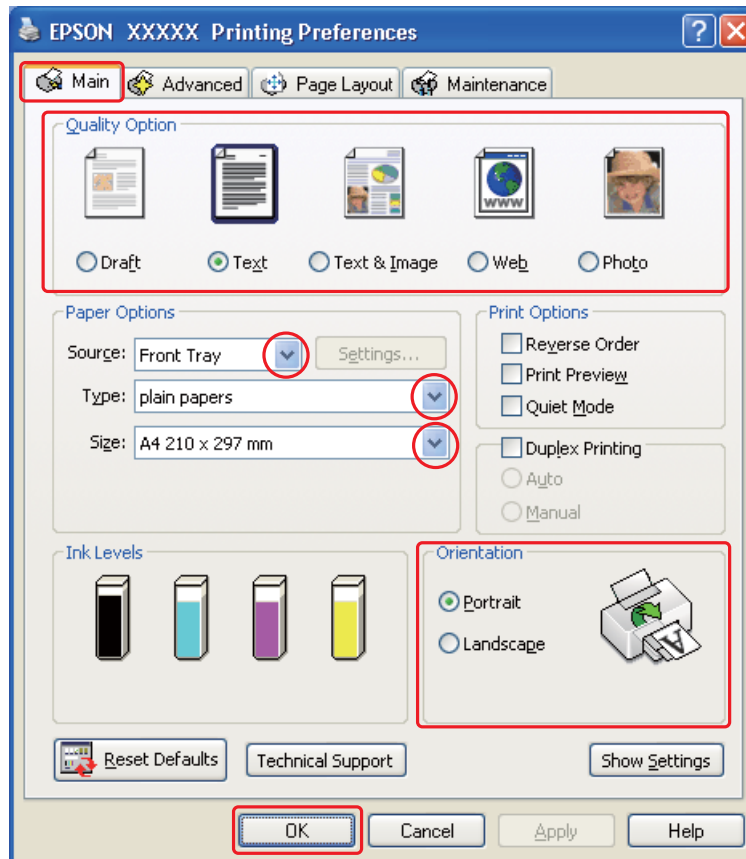 EPSON XXXXX Printing Preferences
?
Main
Advanced
Page Layout
Maintenance
Quality Option
www
Draft
Text
Text & Image
Web
Photo
Paper Options
Source: Front Tray
Settings...
Type: plain papers
Size: A4 210 x 297 mm
Print Options
Reverse Order
Print Preview
Quiet Mode
Duplex Printing
Auto
Manual
Ink Levels
Orientation
Portrait
Landscape
A
Reset Defaults
Technical Support
Show Settings
OK
Cancel
Apply
Help